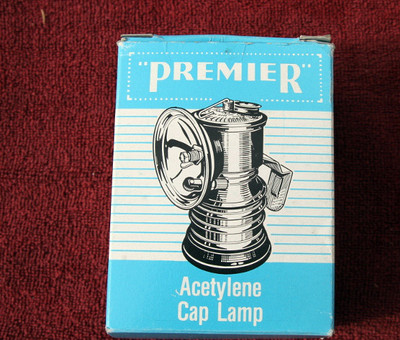 "PREMIER"
Acetylene
Cap Lamp